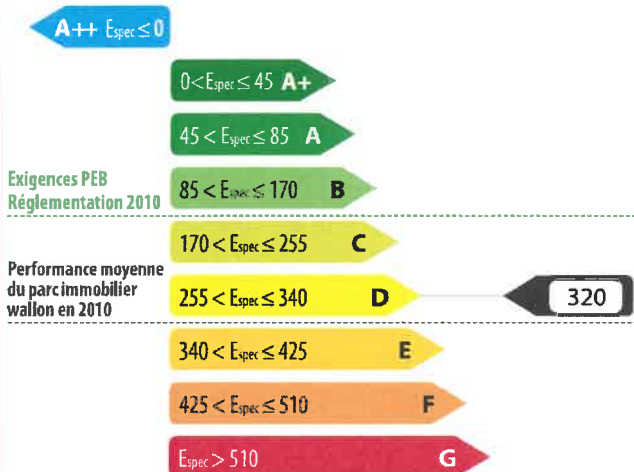 A++ Espec ≤ 0
0 < Espec ≤ 45 A+
45 < Espec ≤ 85 A
Exigences PEB
Réglementation 2010
85 < Espec ≤ 170 B
170 < Espec ≤ 255 C
Performance moyenne
du parc immobilier
wallon en 2010
255 < Espec ≤ 340 D
320
340 < Espec ≤ 425 E
425 < Espec ≤ 510 F
Espec > 510 G